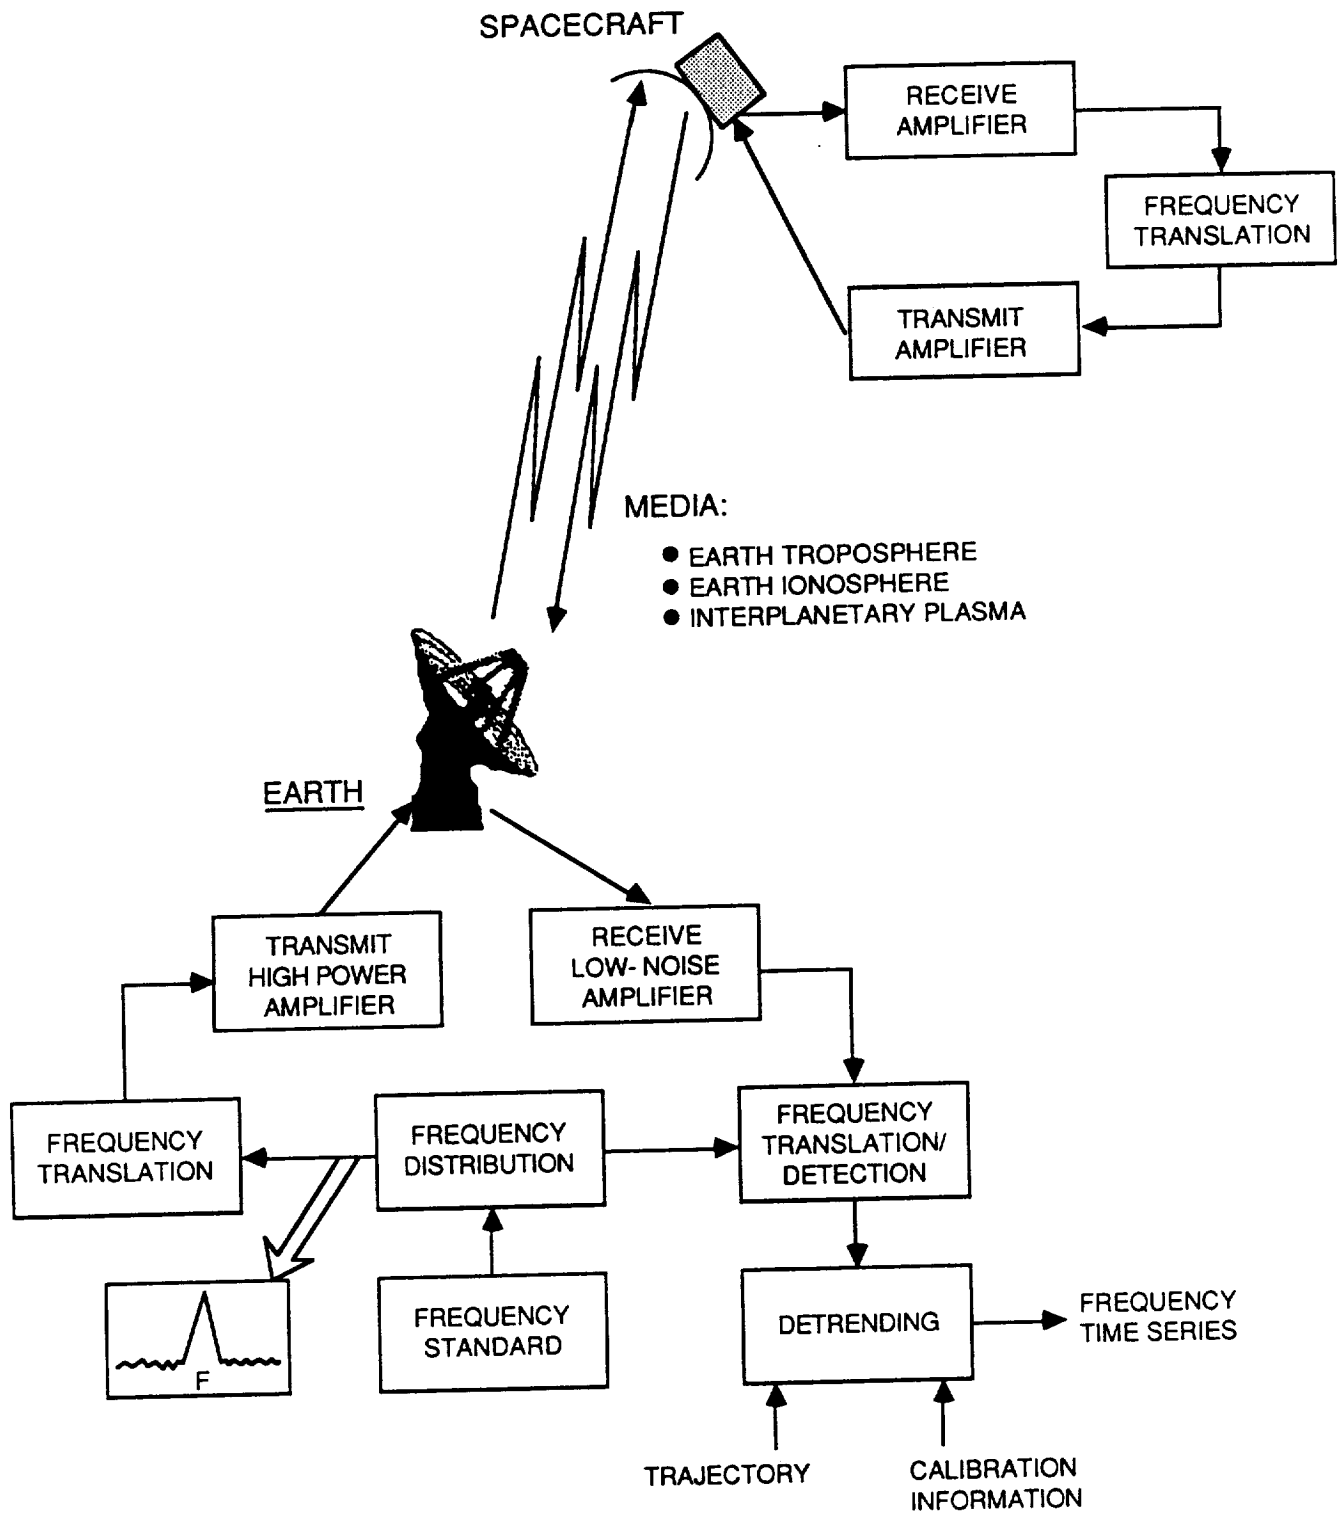 SPACECRAFT
RECEIVE
AMPLIFIER
FREQUENCY
TRANSLATION
TRANSMIT
AMPLIFIER
MEDIA:
● EARTH TROPOSPHERE
● EARTH IONOSPHERE
● INTERPLANETARY PLASMA
EARTH
TRANSMIT
HIGH POWER
AMPLIFIER
RECEIVE
LOW-NOISE
AMPLIFIER
FREQUENCY
TRANSLATION
FREQUENCY
DISTRIBUTION
FREQUENCY
TRANSLATION/
DETECTION
F
FREQUENCY
STANDARD
DETRENDING
FREQUENCY
TIME SERIES
TRAJECTORY
CALIBRATION
INFORMATION